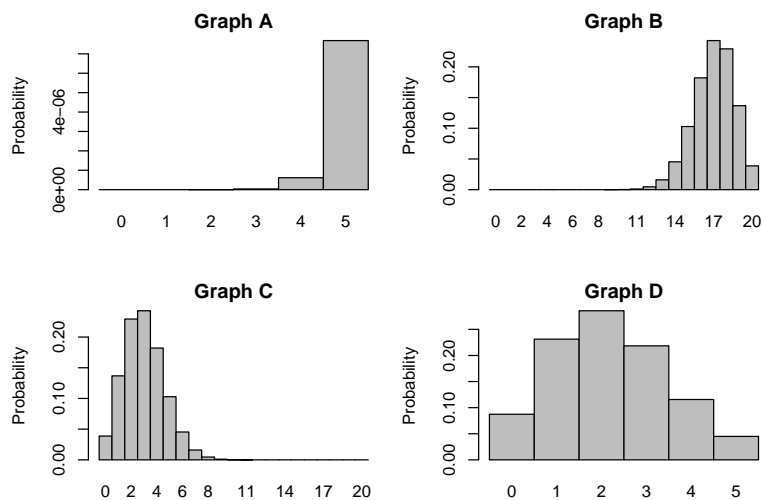 Graph A
Probability
4e−06
0e+00
0 1 2 3 4 5
Graph B
Probability
0.20
0.10
0.00
0 2 4 6 8 11 14 17 20
Graph C
Probability
0.20
0.10
0.00
0 2 4 6 8 11 14 17 20
Graph D
Probability
0.20
0.10
0.00
0 1 2 3 4 5